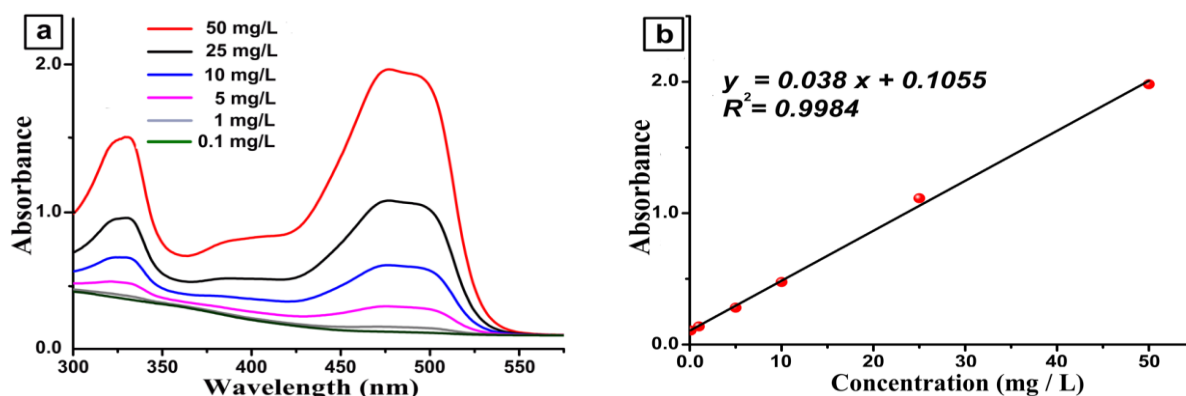 a
50 mg/L
25 mg/L
10 mg/L
5 mg/L
1 mg/L
0.1 mg/L
2.0
1.0
0.0
Absorbance
300 350 400 450 500 550
Wavelength (nm)
b
y = 0.038 x + 0.1055
R² = 0.9984
2.0
1.0
0.0
Absorbance
0.0 10 20 30 40 50
Concentration (mg / L)